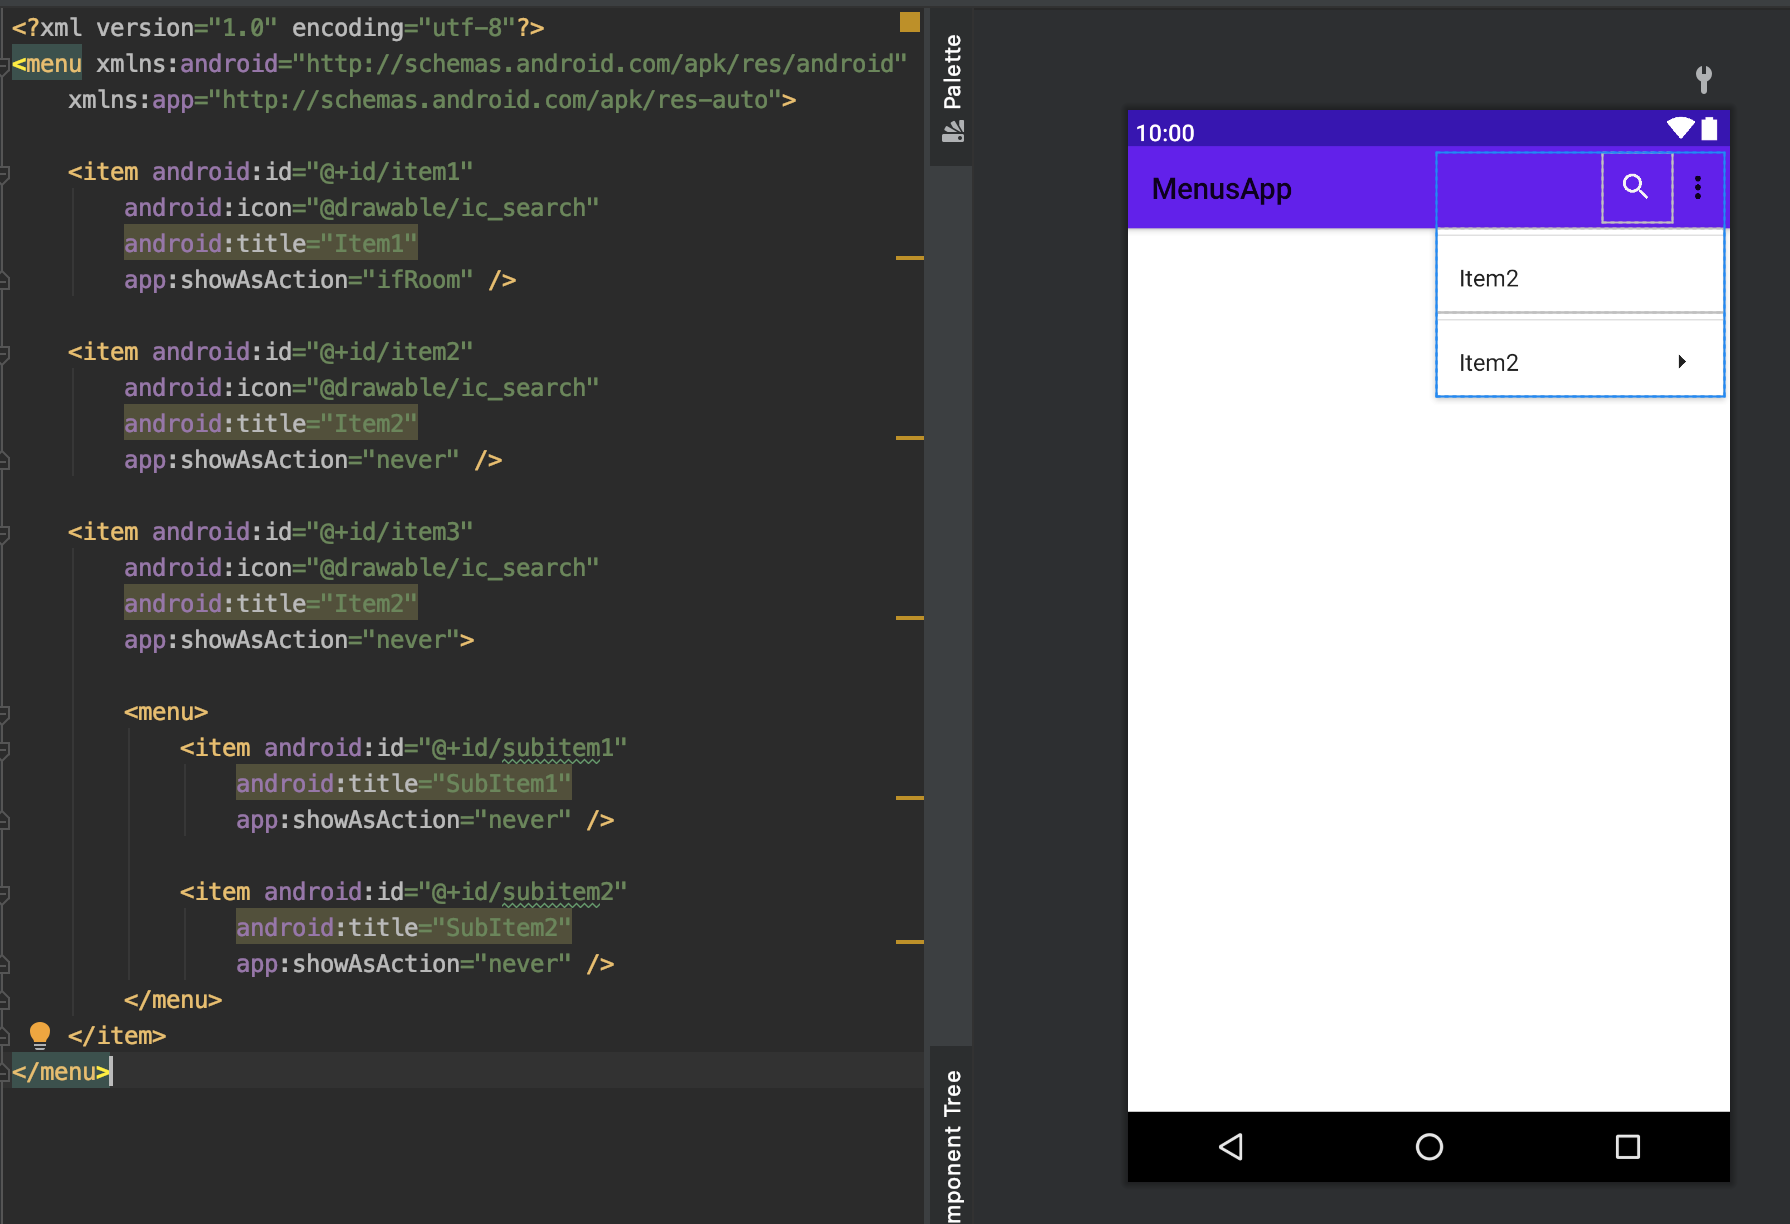 <?xml version="1.0" encoding="utf-8"?>
<menu xmlns:android="http://schemas.android.com/apk/res/android"
xmlns:app="http://schemas.android.com/apk/res-auto">
<item android:id="@+id/item1"
android:icon="@drawable/ic_search"
android:title="Item1"
app:showAsAction="ifRoom" />
<item android:id="@+id/item2"
android:icon="@drawable/ic_search"
android:title="Item2"
app:showAsAction="never" />
<item android:id="@+id/item3"
android:icon="@drawable/ic_search"
android:title="Item2"
app:showAsAction="never">
<menu>
<item android:id="@+id/subitem1"
android:title="SubItem1"
app:showAsAction="never" />
<item android:id="@+id/subitem2"
android:title="SubItem2"
app:showAsAction="never" />
</menu>
</item>
</menu>
Palette
mponent Tree
10:00
MenusApp
Item2
Item2